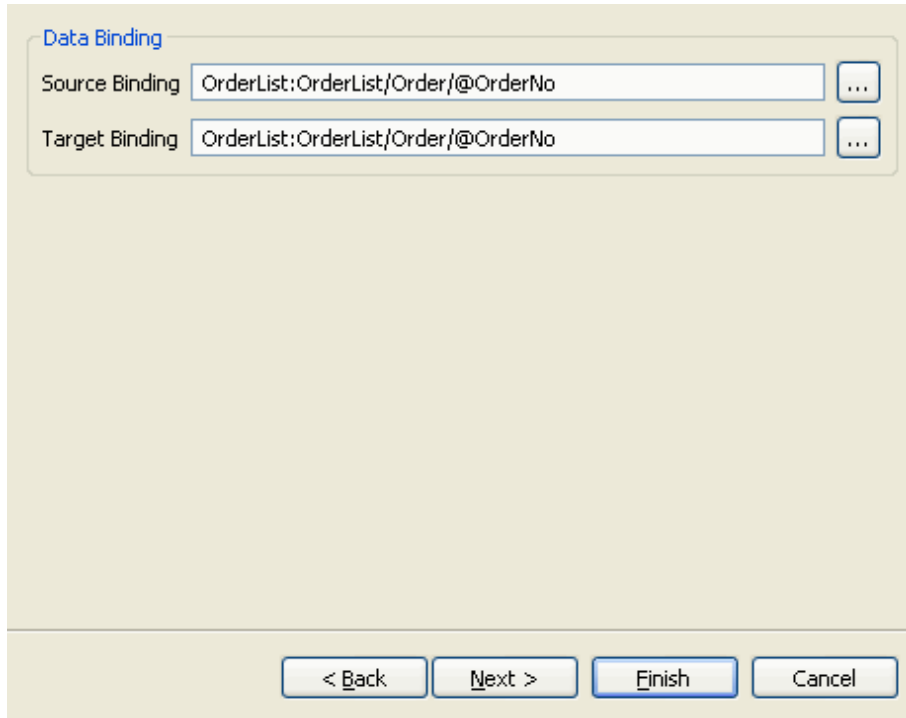 Data Binding
Source Binding OrderList:OrderList/Order/@OrderNo ...
Target Binding OrderList:OrderList/Order/@OrderNo ...
< Back Next > Finish Cancel